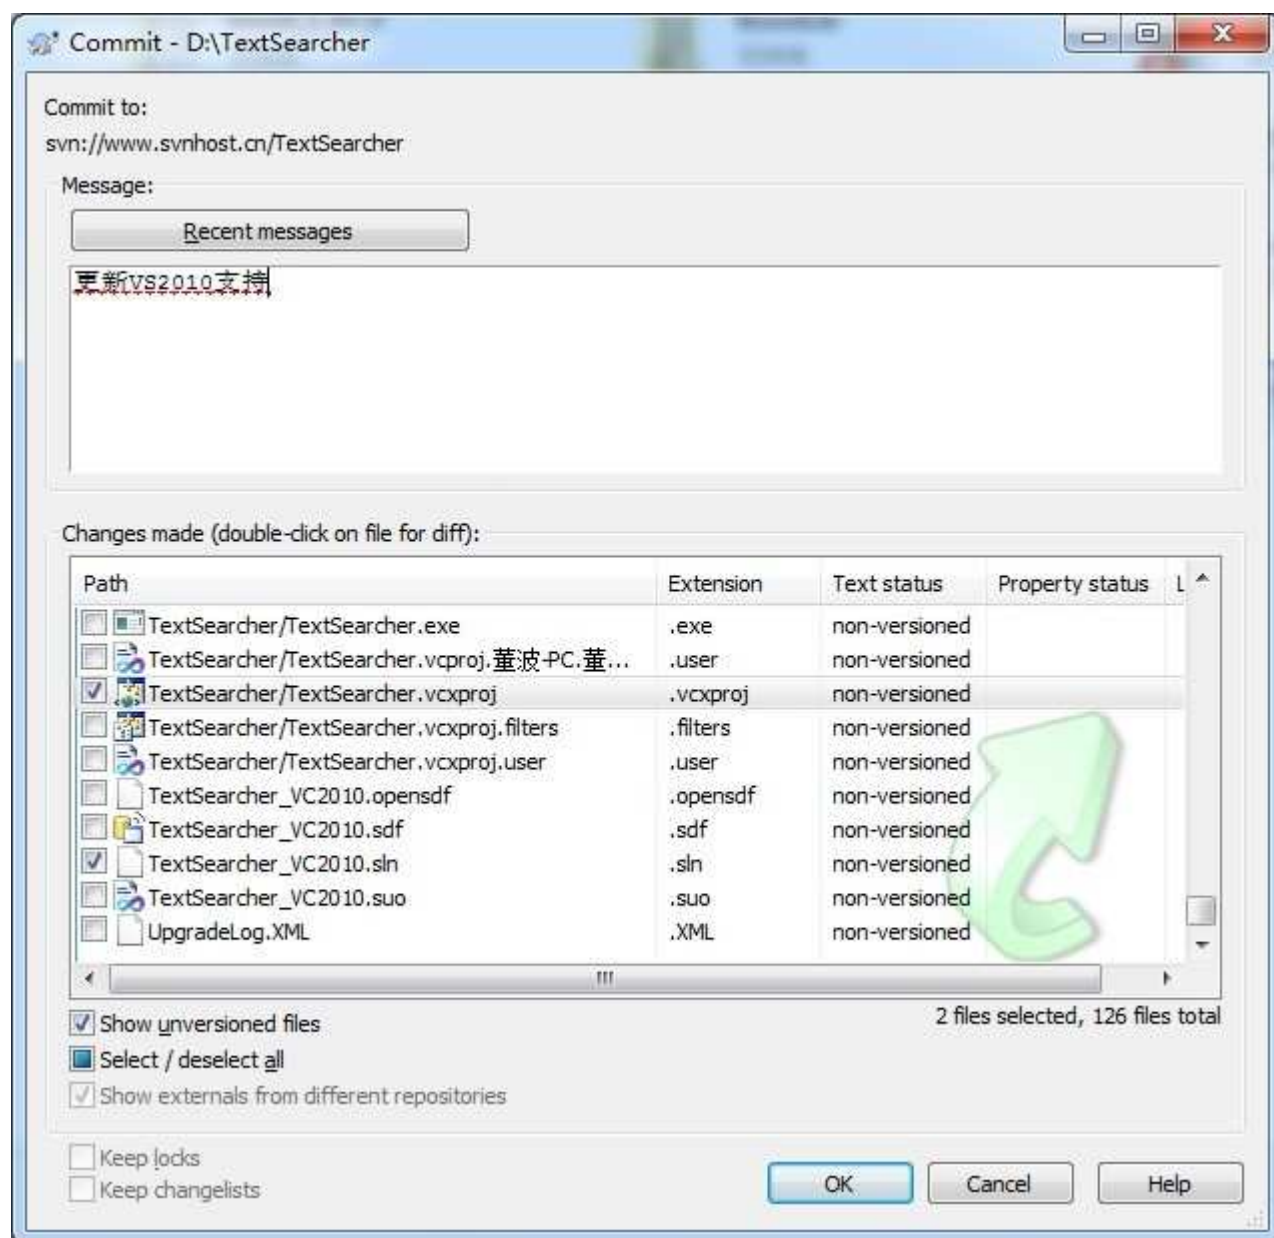 Commit - D:\TextSearcher
Commit to:
svn://www.svnhost.cn/TextSearcher
Message:
Recent messages
更新VS2010支持
Changes made (double-click on file for diff):
Path Extension Text status Property status L
TextSearcher/TextSearcher.exe .exe non-versioned
TextSearcher/TextSearcher.vcproj.董波-PC.董... .user non-versioned
TextSearcher/TextSearcher.vcxproj .vcxproj non-versioned
TextSearcher/TextSearcher.vcxproj.filters .filters non-versioned
TextSearcher/TextSearcher.vcxproj.user .user non-versioned
TextSearcher_VC2010.opensdf .opensdf non-versioned
TextSearcher_VC2010.sdf .sdf non-versioned
TextSearcher_VC2010.sln .sln non-versioned
TextSearcher_VC2010.suo .suo non-versioned
UpgradeLog.XML .XML non-versioned
Show unversioned files 2 files selected, 126 files total
Select / deselect all
Show externals from different repositories
Keep locks
Keep changelists
OK Cancel Help